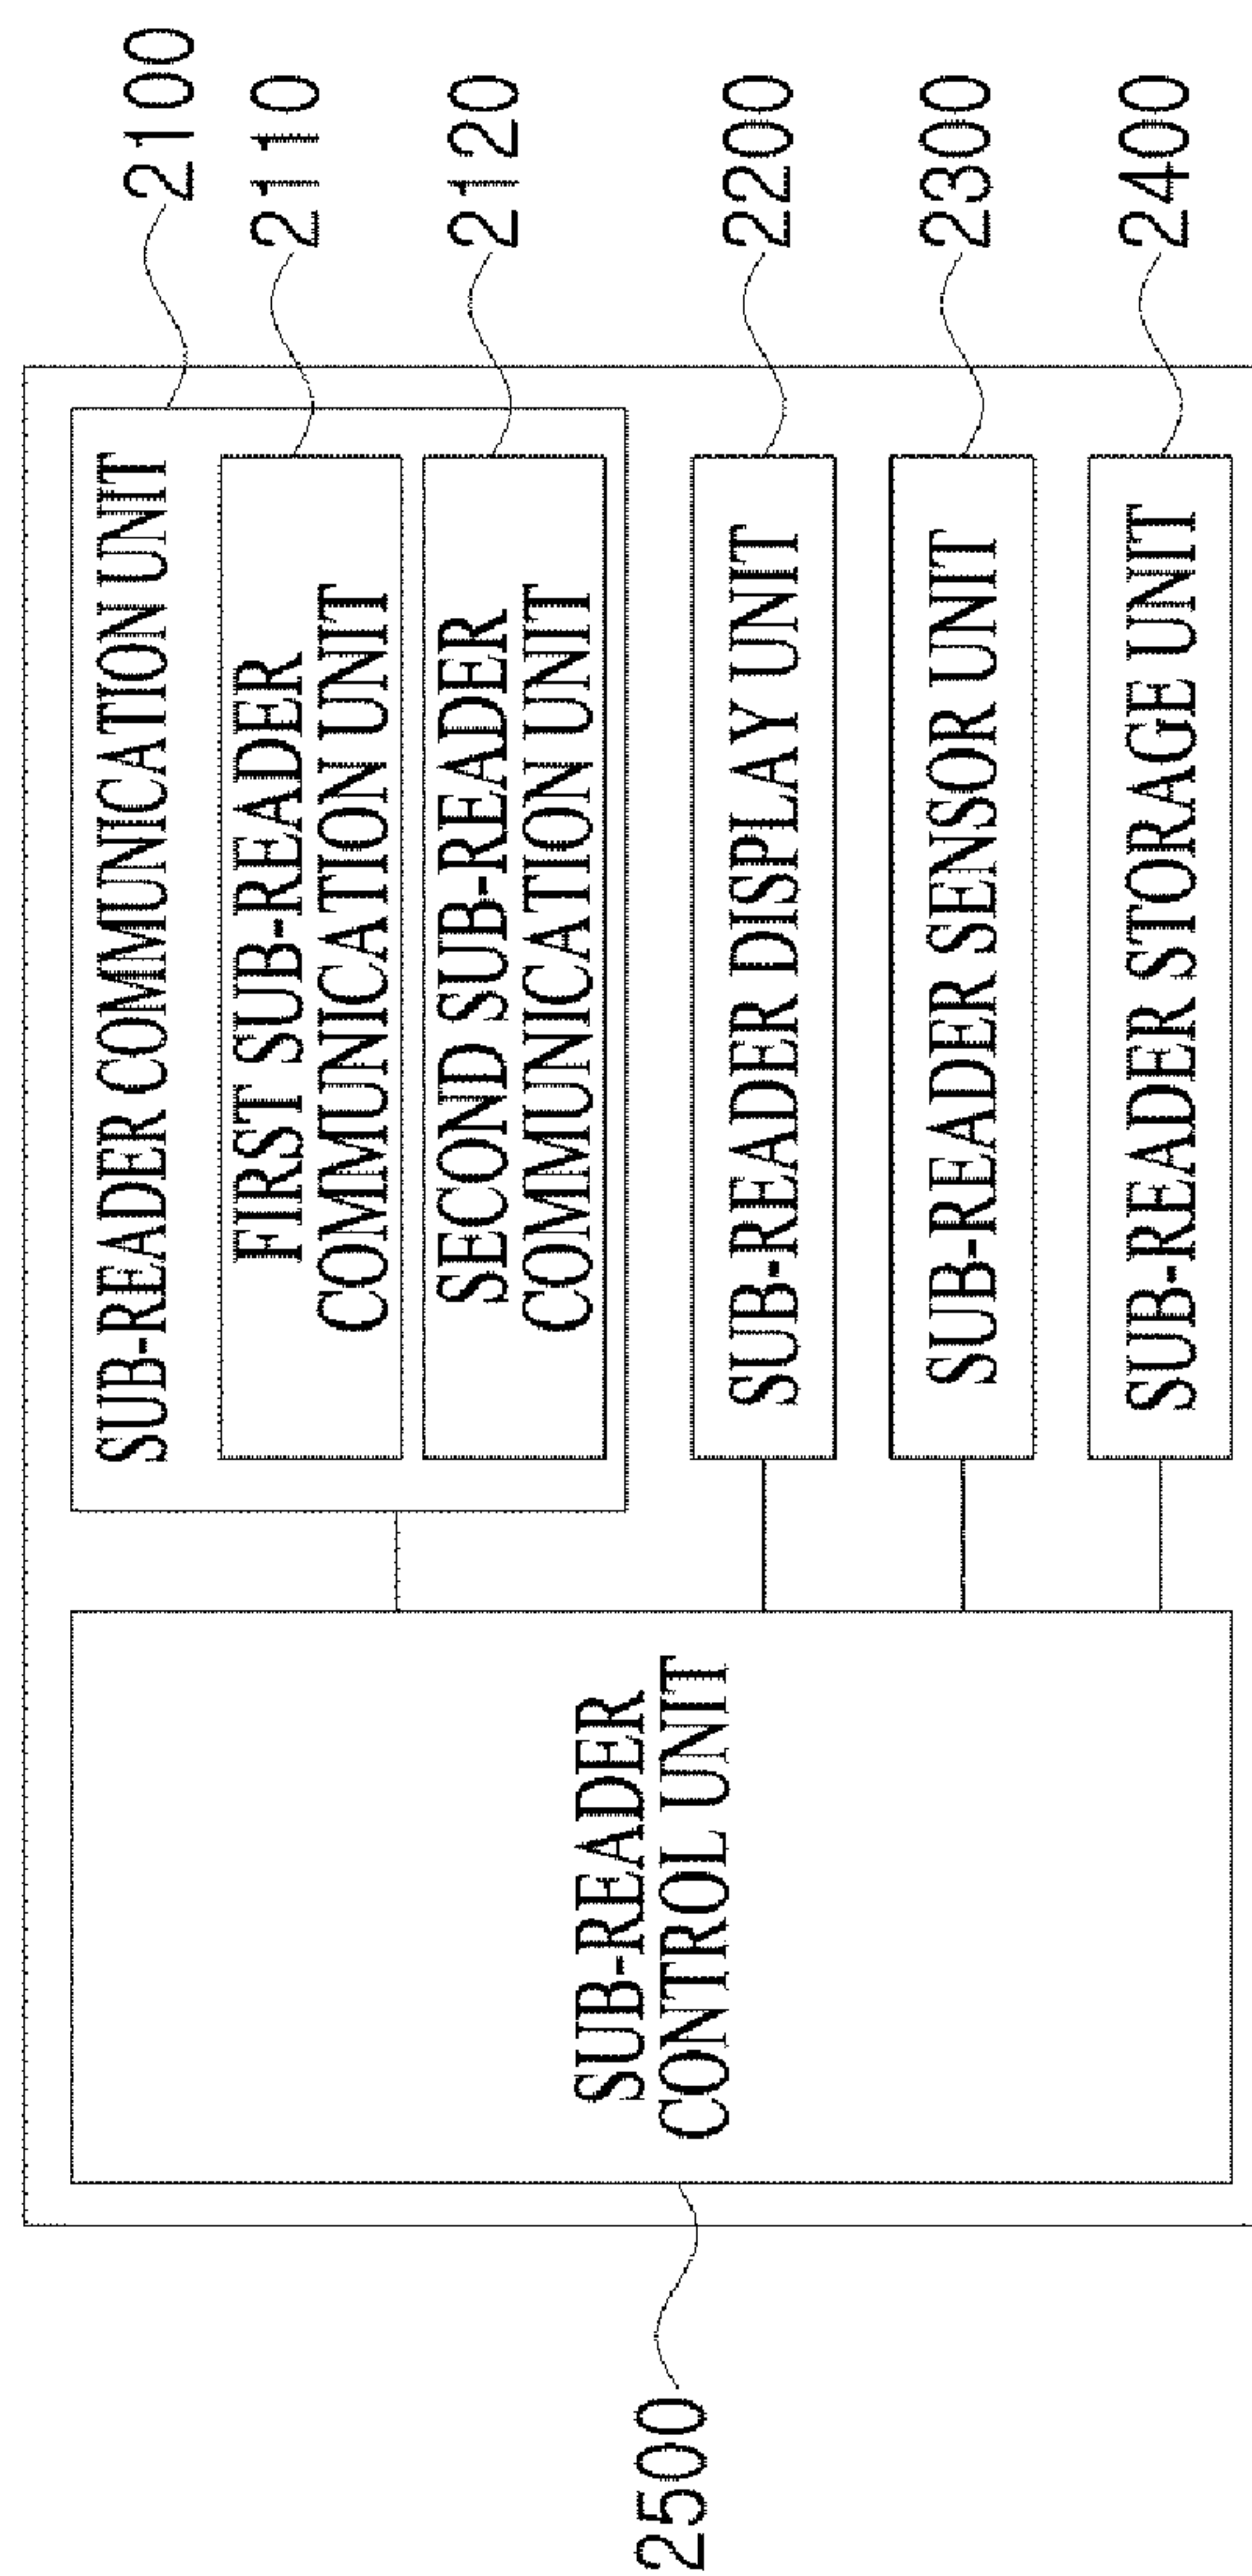 SUB-READER COMMUNICATION UNIT
2100
FIRST SUB-READER
COMMUNICATION UNIT
2110
SECOND SUB-READER
COMMUNICATION UNIT
2120
2500
SUB-READER
CONTROL UNIT
SUB-READER DISPLAY UNIT
2200
SUB-READER SENSOR UNIT
2300
SUB-READER STORAGE UNIT
2400